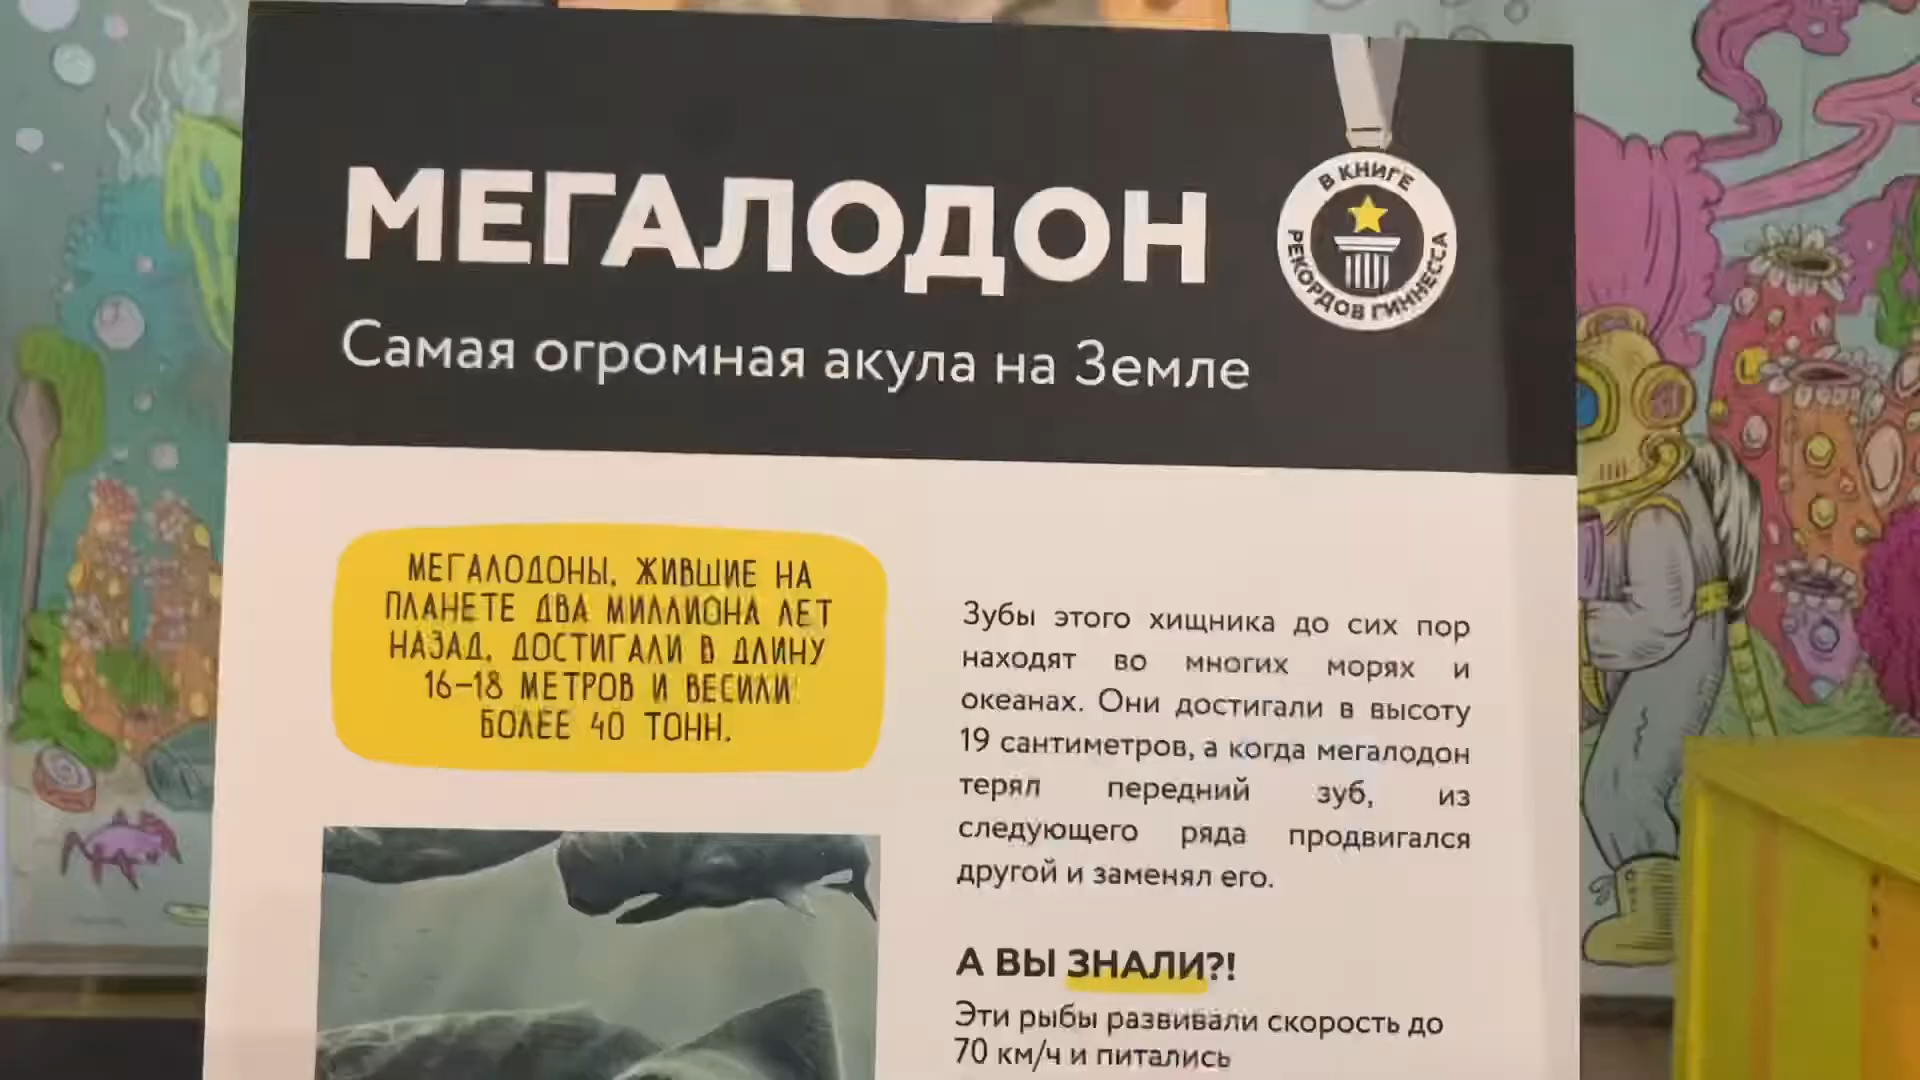 МЕГАЛОДОН
В КНИГЕ
РЕКОРДОВ ГИННЕССА
Самая огромная акула на Земле
МЕГАЛОДОНЫ, ЖИВШИЕ НА
ПЛАНЕТЕ ДВА МИЛЛИОНА ЛЕТ
НАЗАД, ДОСТИГАЛИ В ДЛИНУ
16-18 МЕТРОВ И ВЕСИЛИ
БОЛЕЕ 40 ТОНН.
Зубы этого хищника до сих пор
находят во многих морях и
океанах. Они достигали в высоту
19 сантиметров, а когда мегалодон
терял передний зуб, из
следующего ряда продвигался
другой и заменял его.
А ВЫ ЗНАЛИ?!
Эти рыбы развивали скорость до
70 км/ч и питались